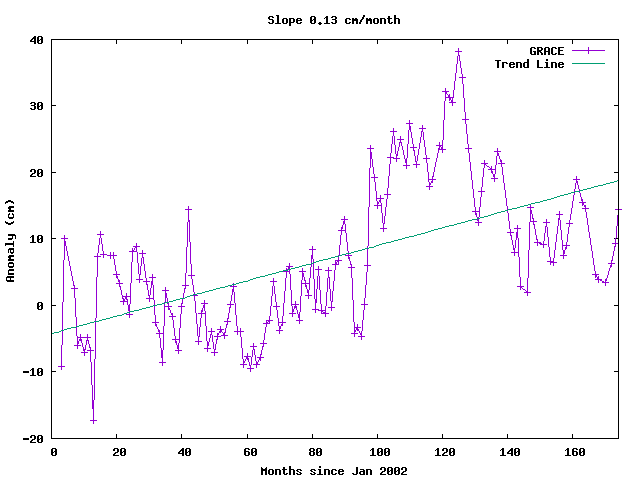 Slope 0.13 cm/month
GRACE
Trend Line
40
30
20
10
0
-10
-20
Anomaly (cm)
0 20 40 60 80 100 120 140 160
Months since Jan 2002